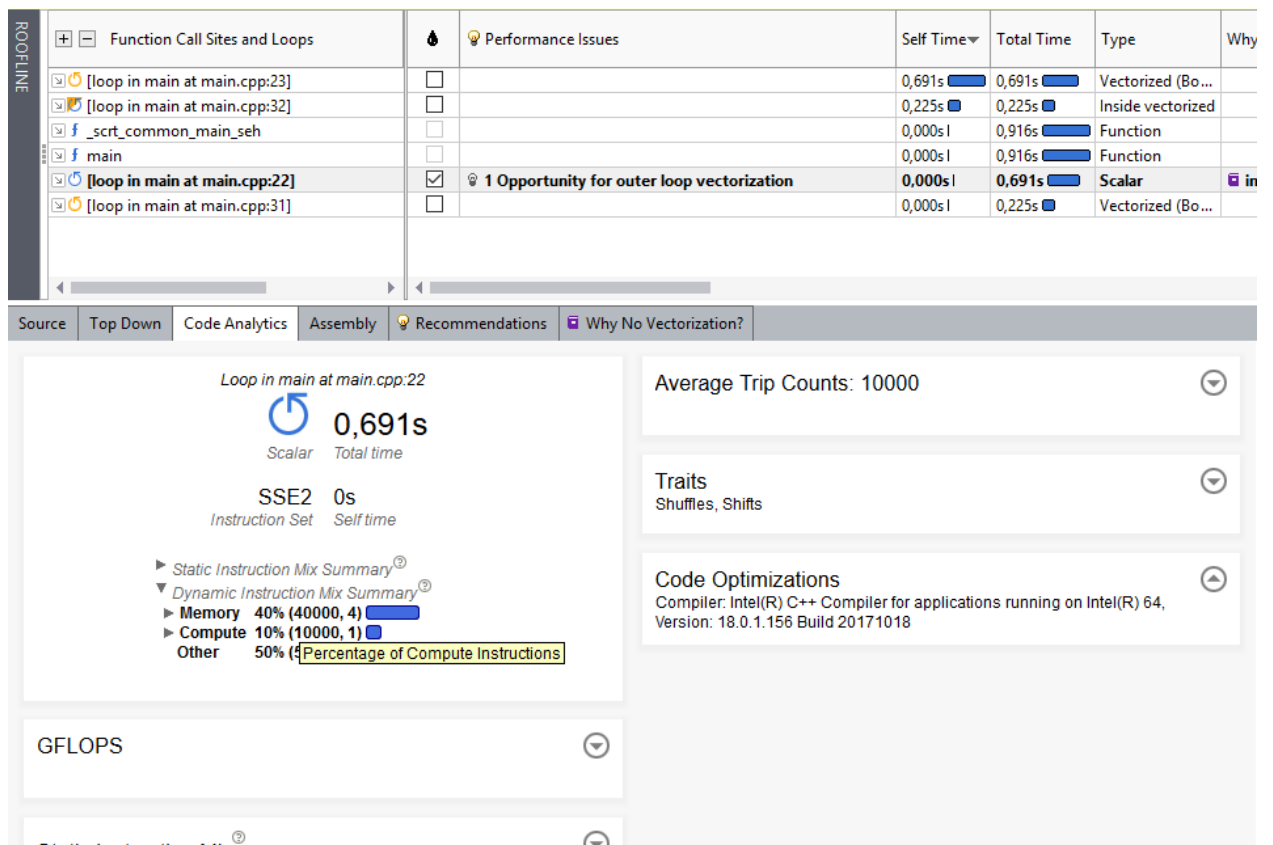 ROOFLINE
Function Call Sites and Loops Performance Issues Self Time Total Time Type Why
[loop in main at main.cpp:23] 0,691s 0,691s Vectorized (Bo...
[loop in main at main.cpp:32] 0,225s 0,225s Inside vectorized
f _scrt_common_main_seh 0,000s 0,916s Function
f main 0,000s 0,916s Function
[loop in main at main.cpp:22] 1 Opportunity for outer loop vectorization 0,000s 0,691s Scalar in
[loop in main at main.cpp:31] 0,000s 0,225s Vectorized (Bo...
Source Top Down Code Analytics Assembly Recommendations Why No Vectorization?
Loop in main at main.cpp:22
0,691s
Scalar Total time
SSE2 0s
Instruction Set Self time
Static Instruction Mix Summary
Dynamic Instruction Mix Summary
Memory 40% (40000, 4)
Compute 10% (10000, 1)
Other 50% (
Percentage of Compute Instructions
GFLOPS
Average Trip Counts: 10000
Traits
Shuffles, Shifts
Code Optimizations
Compiler: Intel(R) C++ Compiler for applications running on Intel(R) 64,
Version: 18.0.1.156 Build 20171018